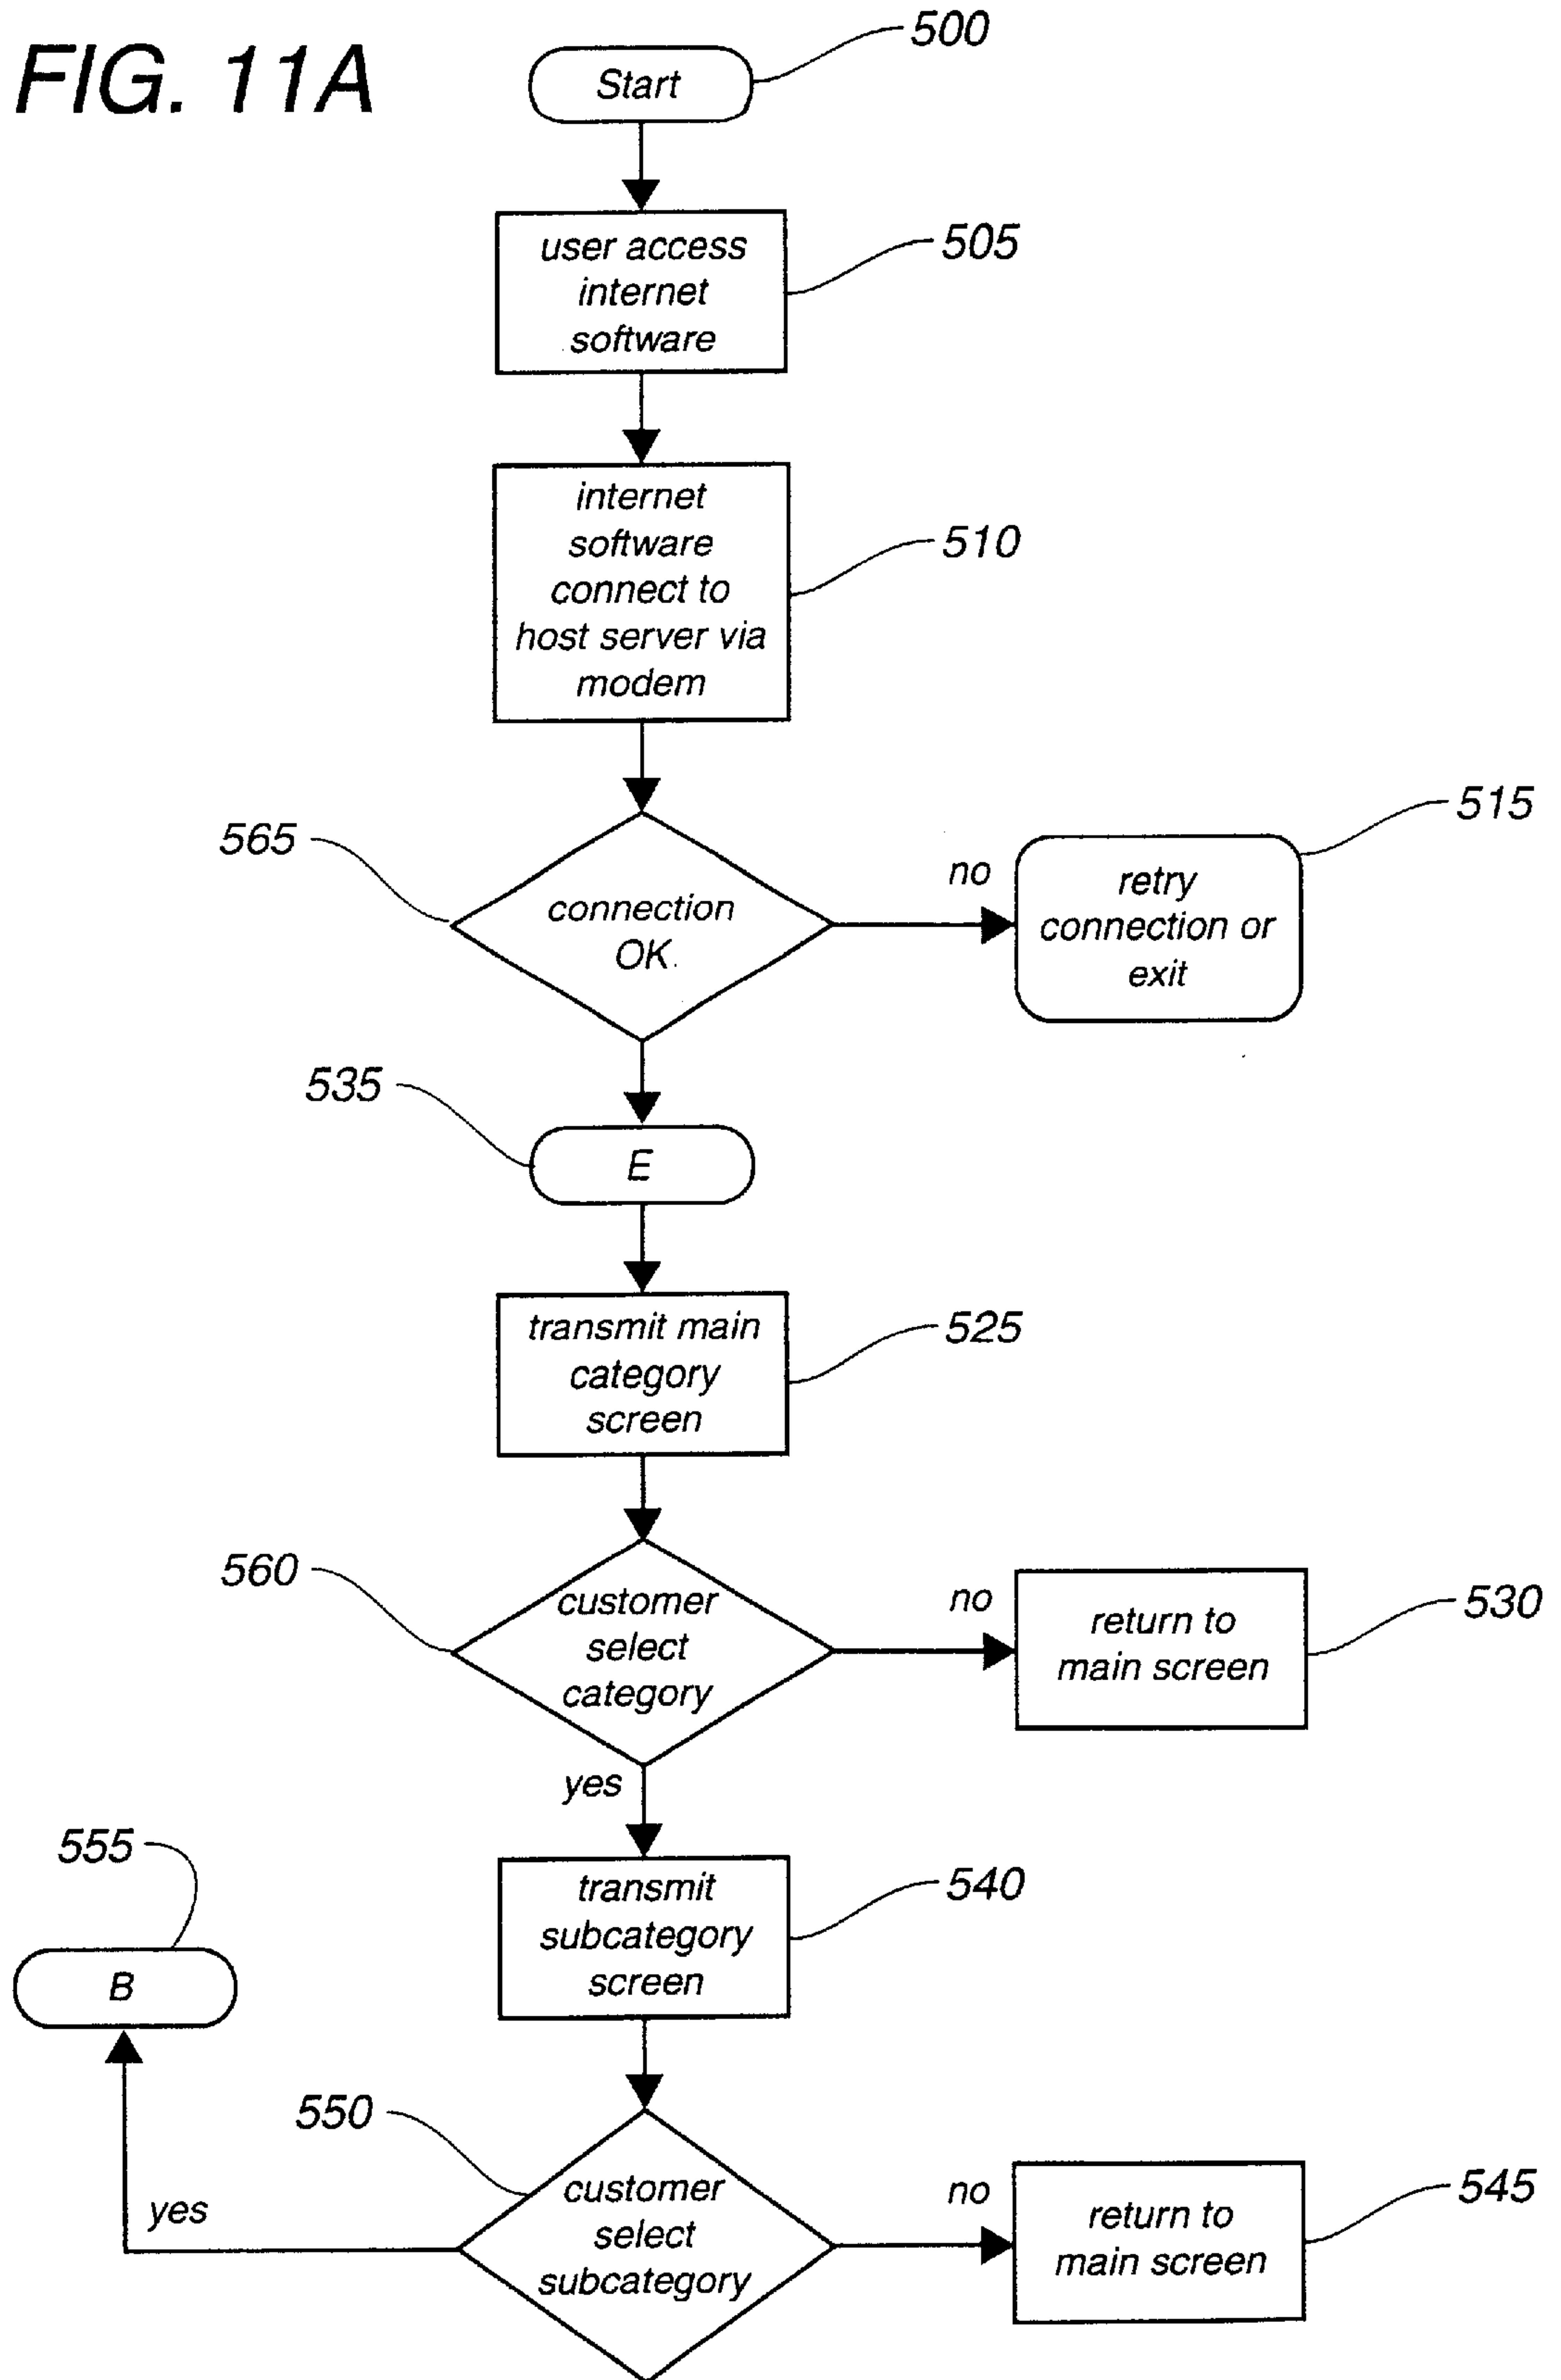 FIG. 11A
500
Start
user access
internet
software
505
internet
software
connect to
host server via
modem
510
565
connection
OK.
no
retry
connection or
exit
515
535
E
transmit main
category
screen
525
560
customer
select
category
no
return to
main screen
530
yes
555
B
transmit
subcategory
screen
540
550
customer
select
subcategory
yes
no
return to
main screen
545